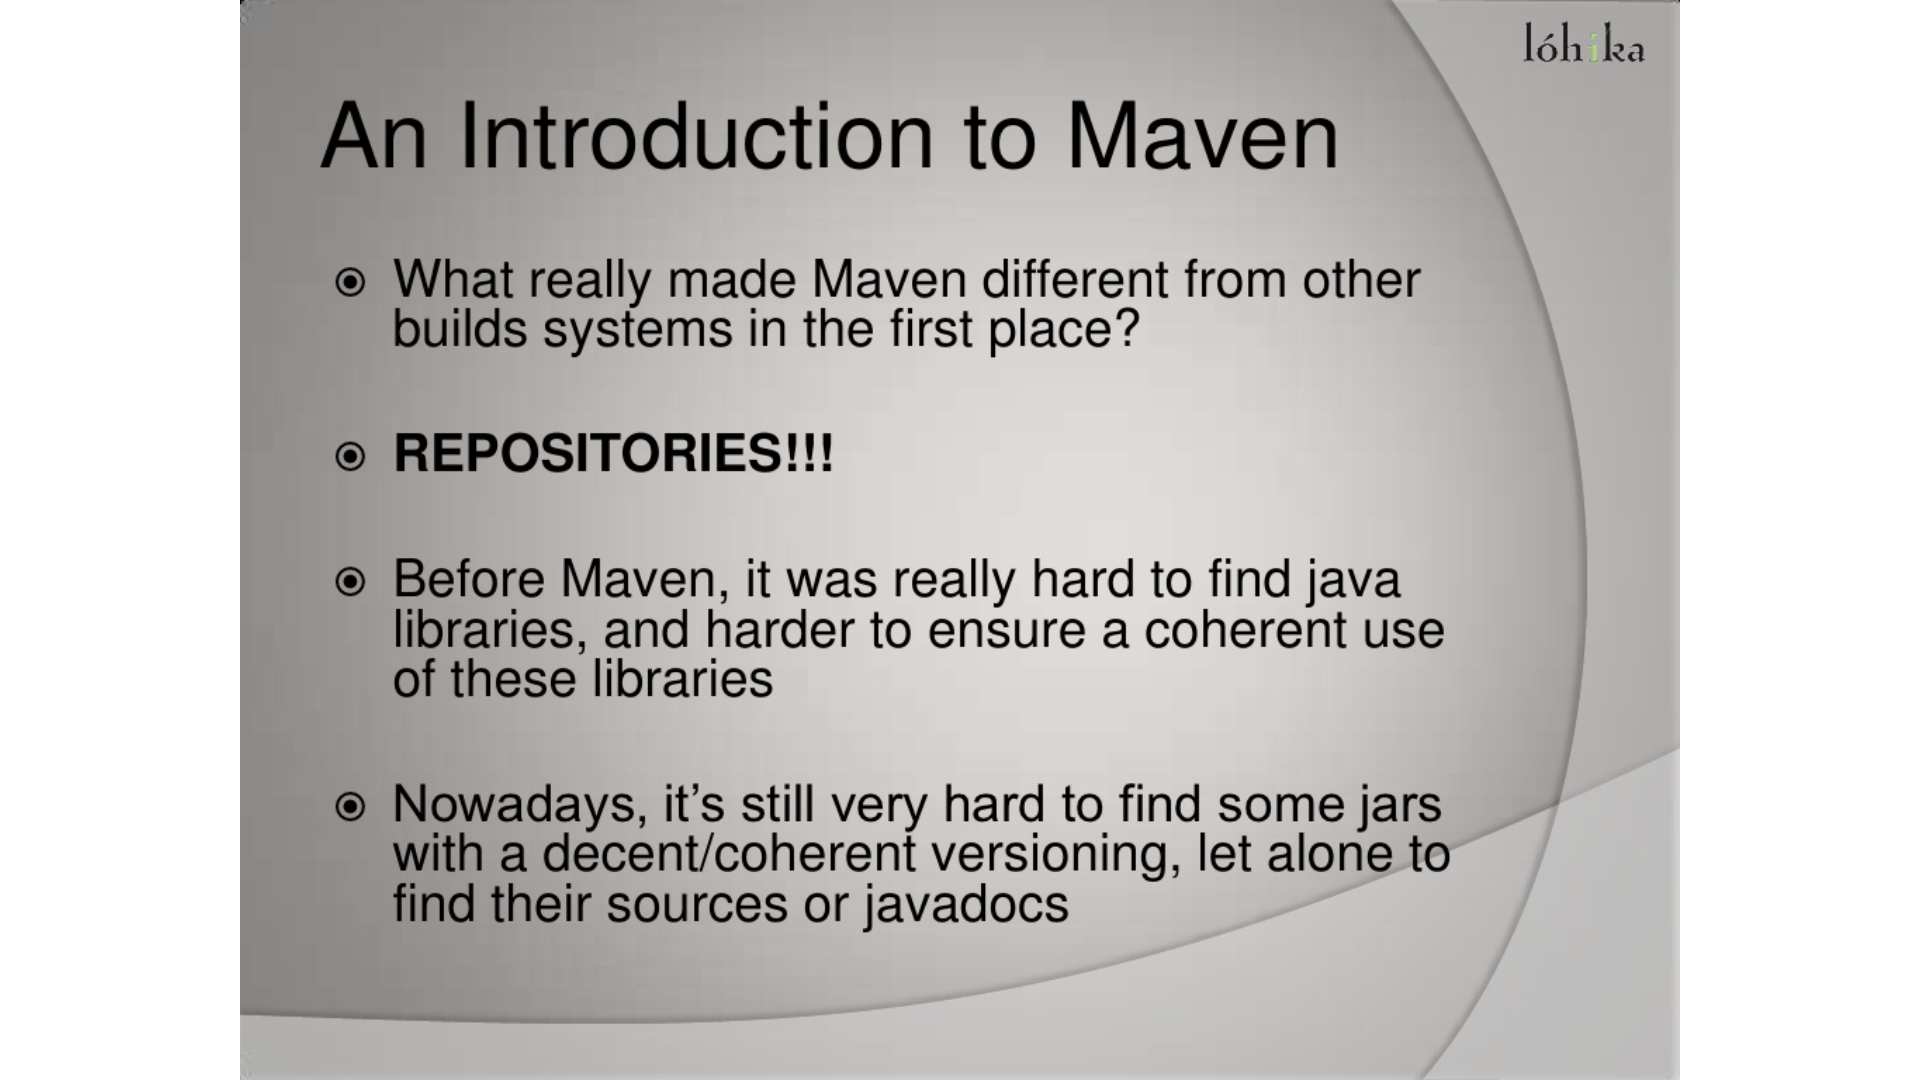 lóhika
An Introduction to Maven
What really made Maven different from other
builds systems in the first place?
REPOSITORIES!!!
Before Maven, it was really hard to find java
libraries, and harder to ensure a coherent use
of these libraries
Nowadays, it’s still very hard to find some jars
with a decent/coherent versioning, let alone to
find their sources or javadocs